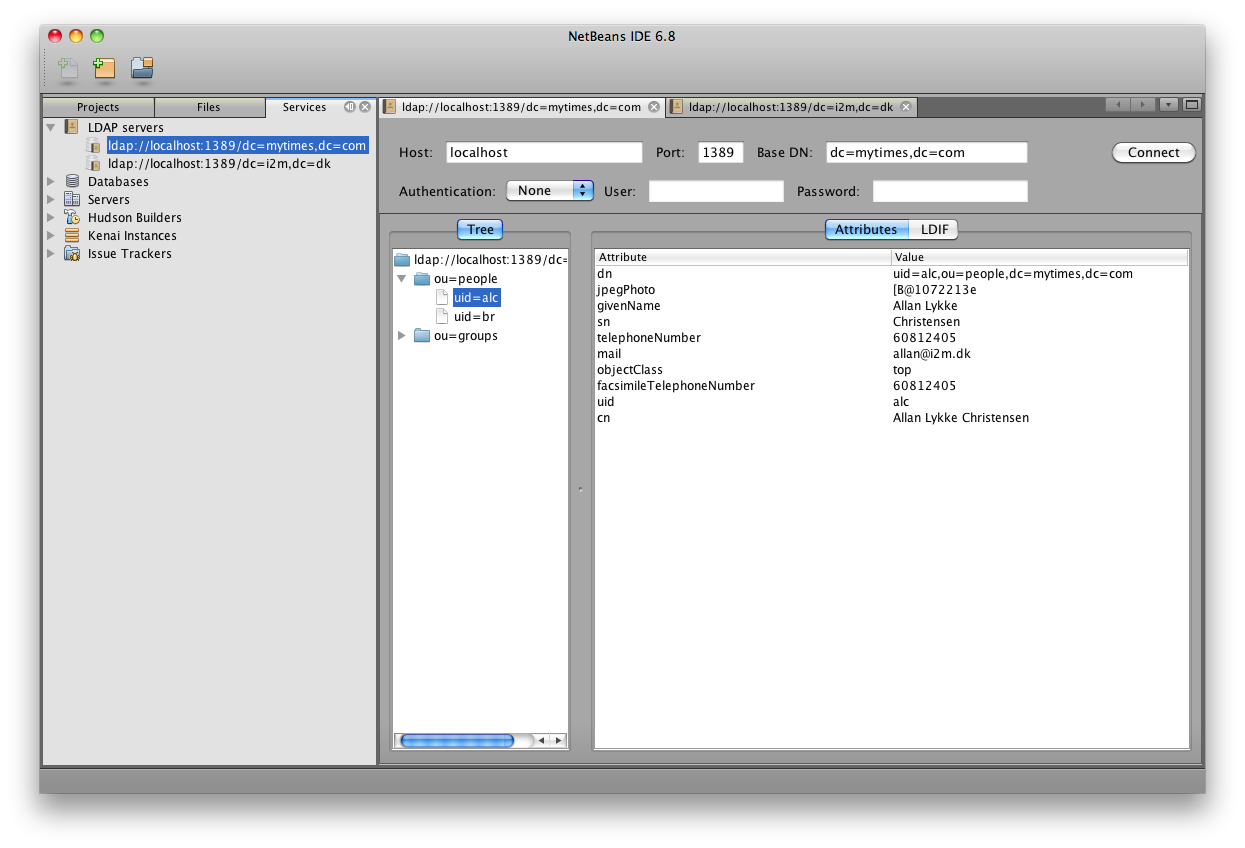 NetBeans IDE 6.8
Projects Files Services
ldap://localhost:1389/dc=mytimes,dc=com ldap://localhost:1389/dc=i2m,dc=dk
LDAP servers
ldap://localhost:1389/dc=mytimes,dc=com
ldap://localhost:1389/dc=i2m,dc=dk
Databases
Servers
Hudson Builders
Kenai Instances
Issue Trackers
Host: localhost Port: 1389 Base DN: dc=mytimes,dc=com Connect
Authentication: None User: Password:
Tree
ldap://localhost:1389/dc=
ou=people
uid=alc
uid=br
ou=groups
Attributes LDIF
Attribute Value
dn uid=alc,ou=people,dc=mytimes,dc=com
jpegPhoto [B@1072213e
givenName Allan Lykke
sn Christensen
telephoneNumber 60812405
mail allan@i2m.dk
objectClass top
facsimileTelephoneNumber 60812405
uid alc
cn Allan Lykke Christensen